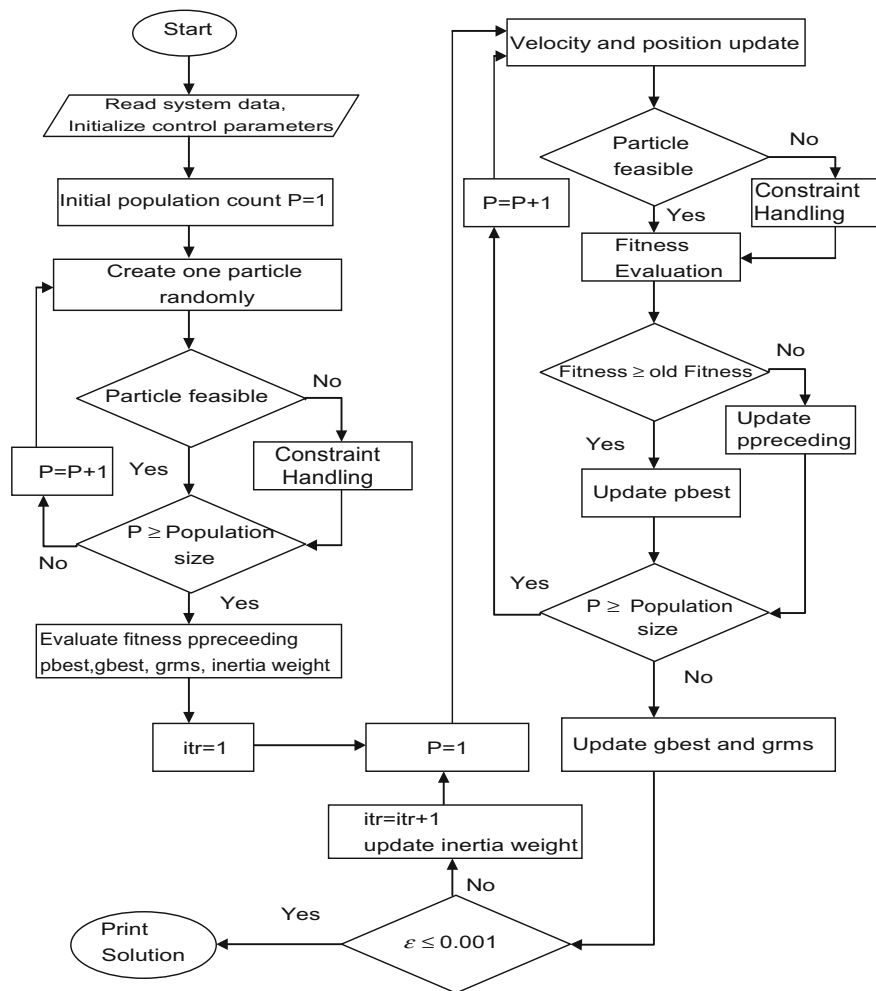 Start
Read system data,
Initialize control parameters
Initial population count P=1
Create one particle
randomly
Particle feasible
No
Constraint
Handling
Yes
P=P+1
P ≥ Population
size
No
Yes
Evaluate fitness ppreceeding
pbest,gbest, grms, inertia weight
itr=1
P=1
Velocity and position update
Particle
feasible
No
Constraint
Handling
Yes
P=P+1
Fitness
Evaluation
Fitness ≥ old Fitness
No
Update
ppreceding
Yes
Update pbest
P ≥ Population
size
Yes
No
Update gbest and grms
itr=itr+1
update inertia weight
No
ε ≤ 0.001
Yes
Print
Solution